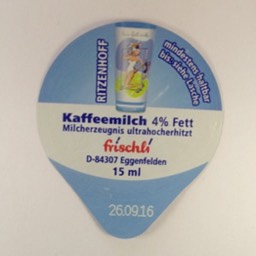 RITZENHOFF
mindestens haltbar
bis: siehe Lasche
Kaffeemilch 4% Fett
Milcherzeugnis ultrahocherhitzt
frischli
D-84307 Eggenfelden
15 ml
26.09.16